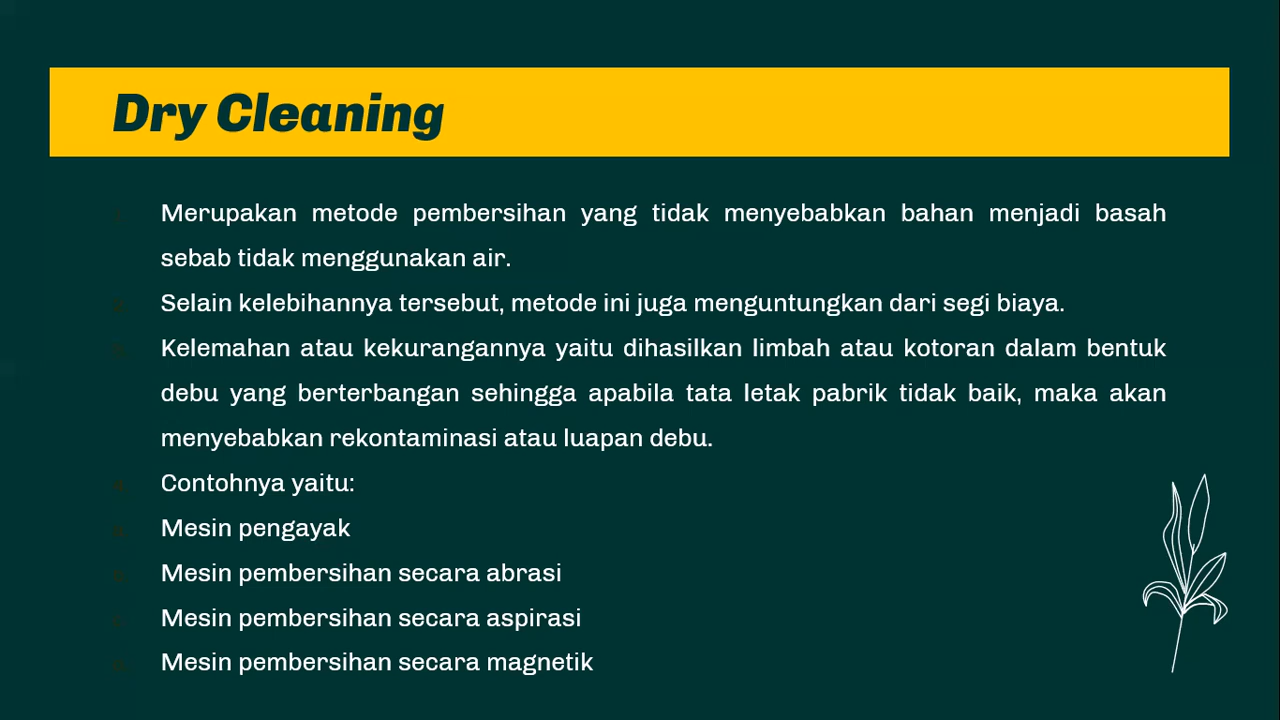 Dry Cleaning
Merupakan metode pembersihan yang tidak menyebabkan bahan menjadi basah
sebab tidak menggunakan air.
Selain kelebihannya tersebut, metode ini juga menguntungkan dari segi biaya.
Kelemahan atau kekurangannya yaitu dihasilkan limbah atau kotoran dalam bentuk
debu yang berterbangan sehingga apabila tata letak pabrik tidak baik, maka akan
menyebabkan rekontaminasi atau luapan debu.
Contohnya yaitu:
Mesin pengayak
Mesin pembersihan secara abrasi
Mesin pembersihan secara aspirasi
Mesin pembersihan secara magnetik